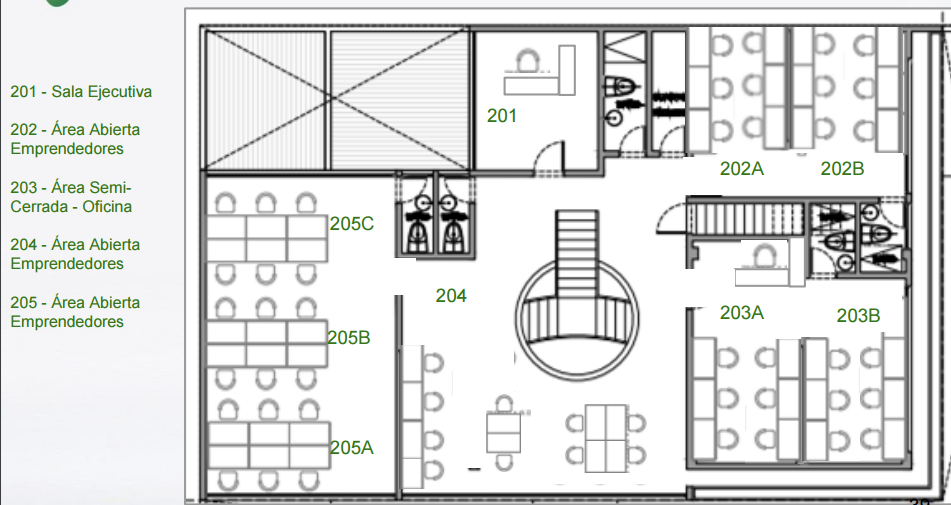 201 - Sala Ejecutiva
202 - Área Abierta
Emprendedores
203 - Área Semi-
Cerrada - Oficina
204 - Área Abierta
Emprendedores
205 - Área Abierta
Emprendedores
201
202A
202B
205C
204
203A
203B
205B
205A